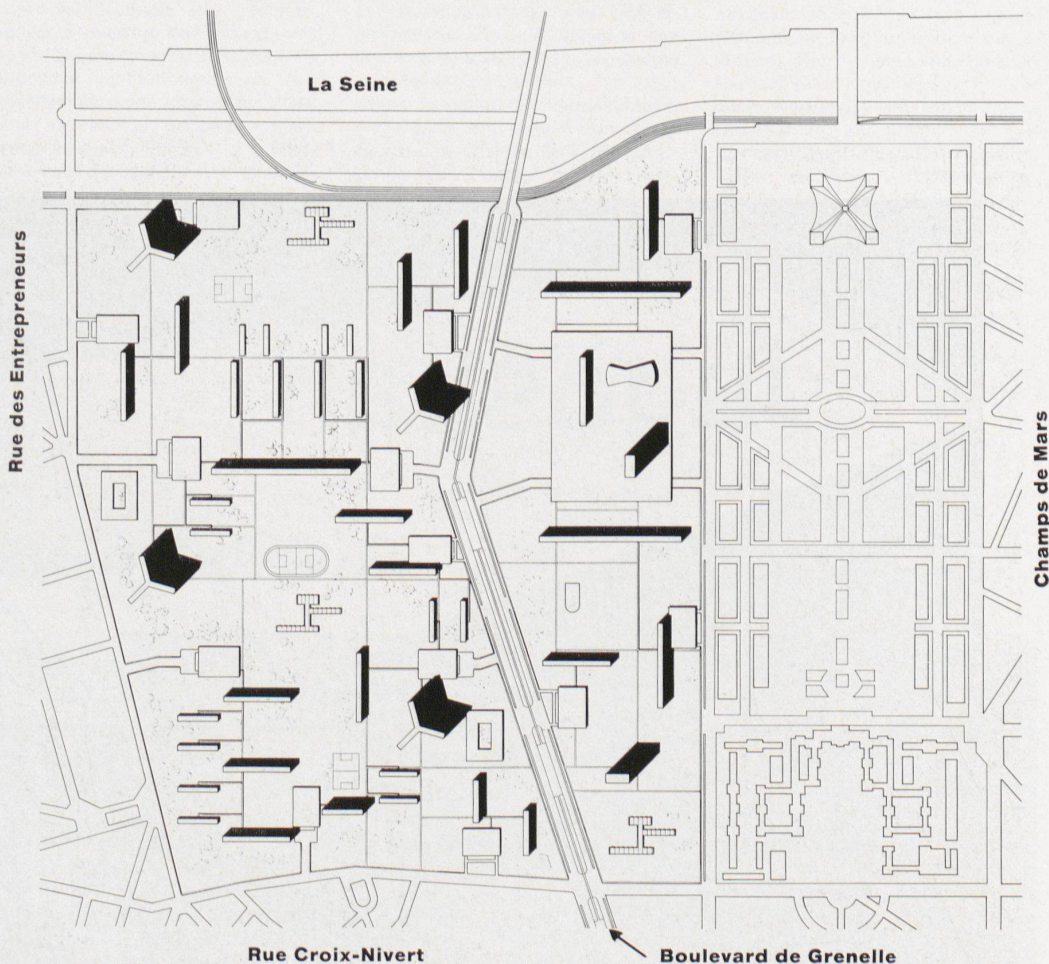 La Seine
Rue des Entrepreneurs
Champs de Mars
Rue Croix-Nivert
Boulevard de Grenelle